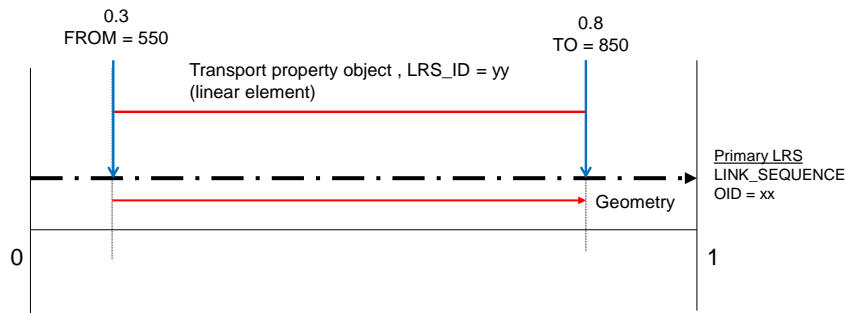 0.3
FROM = 550
0.8
TO = 850
Transport property object , LRS_ID = yy
(linear element)
Primary LRS
LINK_SEQUENCE
OID = xx
Geometry
0
1